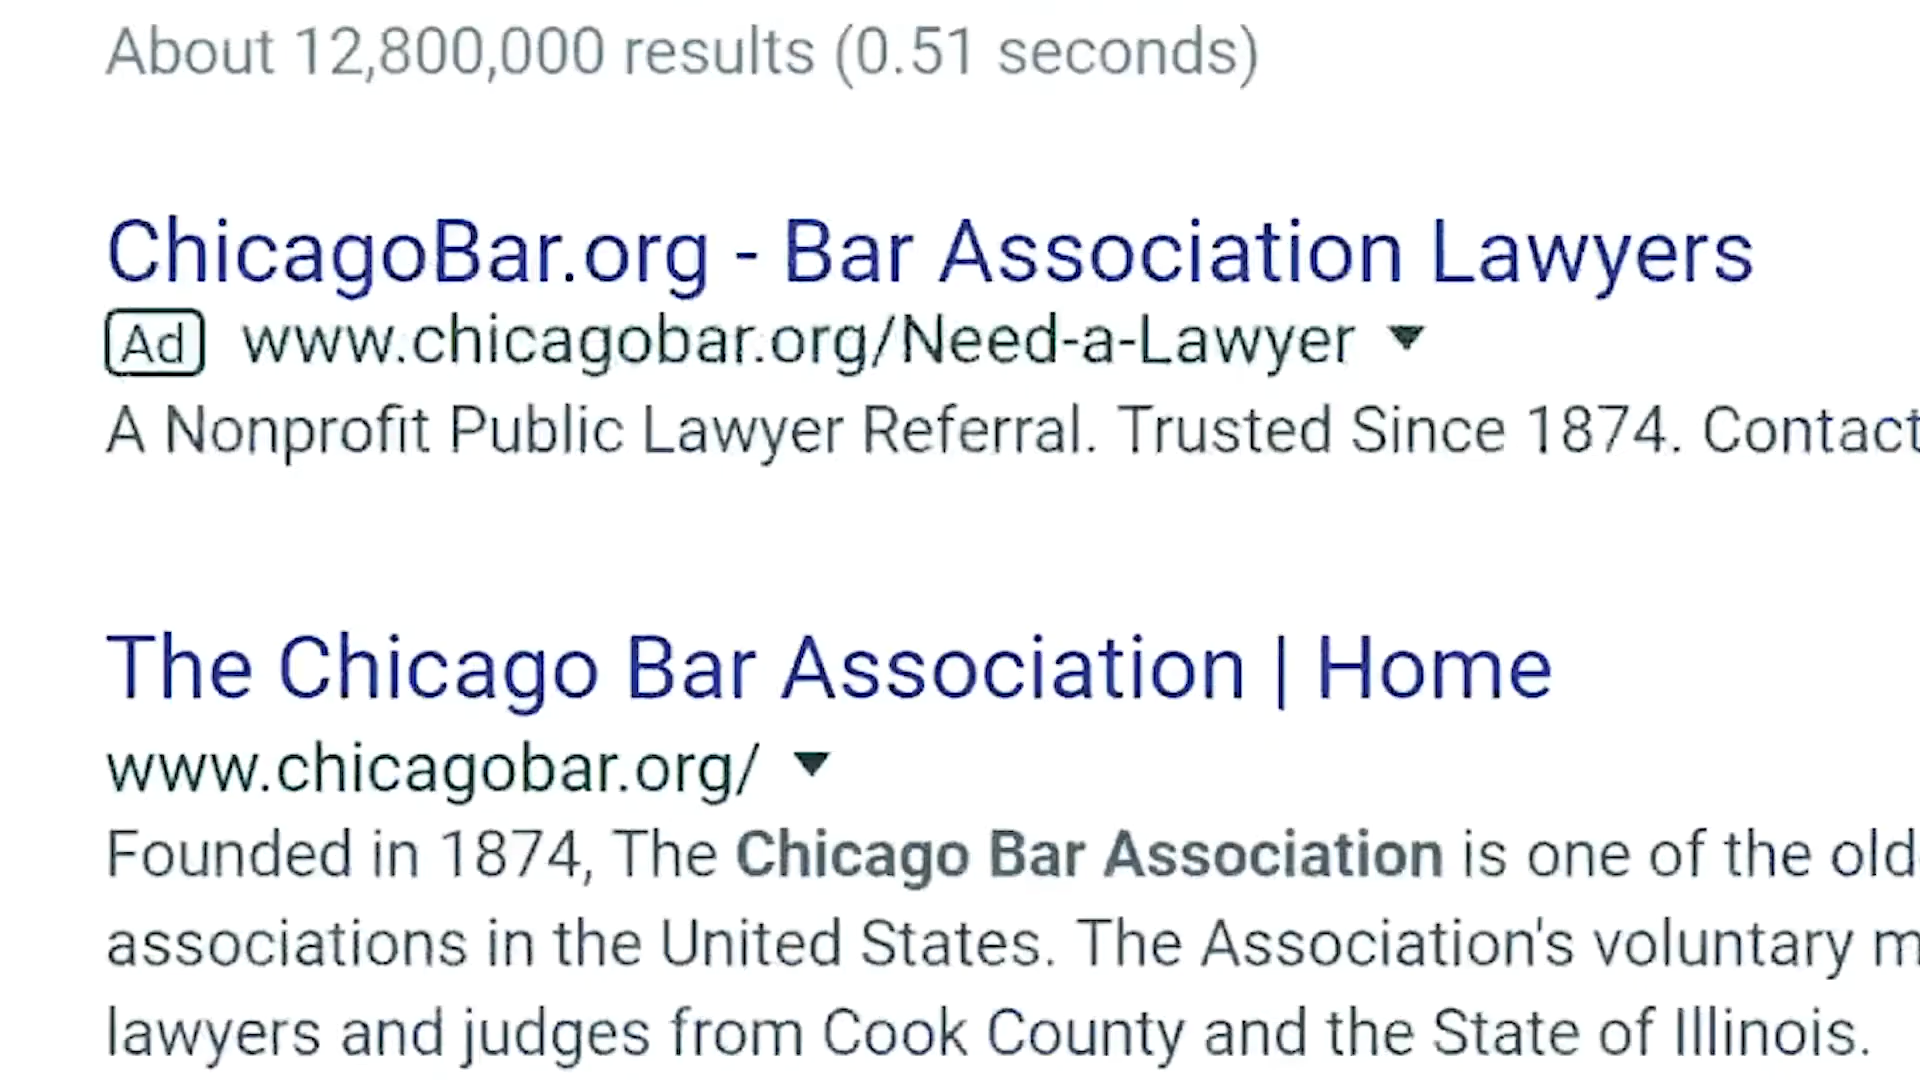 About 12,800,000 results (0.51 seconds)
ChicagoBar.org - Bar Association Lawyers
Ad www.chicagobar.org/Need-a-Lawyer ▼
A Nonprofit Public Lawyer Referral. Trusted Since 1874. Contact
The Chicago Bar Association | Home
www.chicagobar.org/ ▼
Founded in 1874, The Chicago Bar Association is one of the old
associations in the United States. The Association's voluntary m
lawyers and judges from Cook County and the State of Illinois.